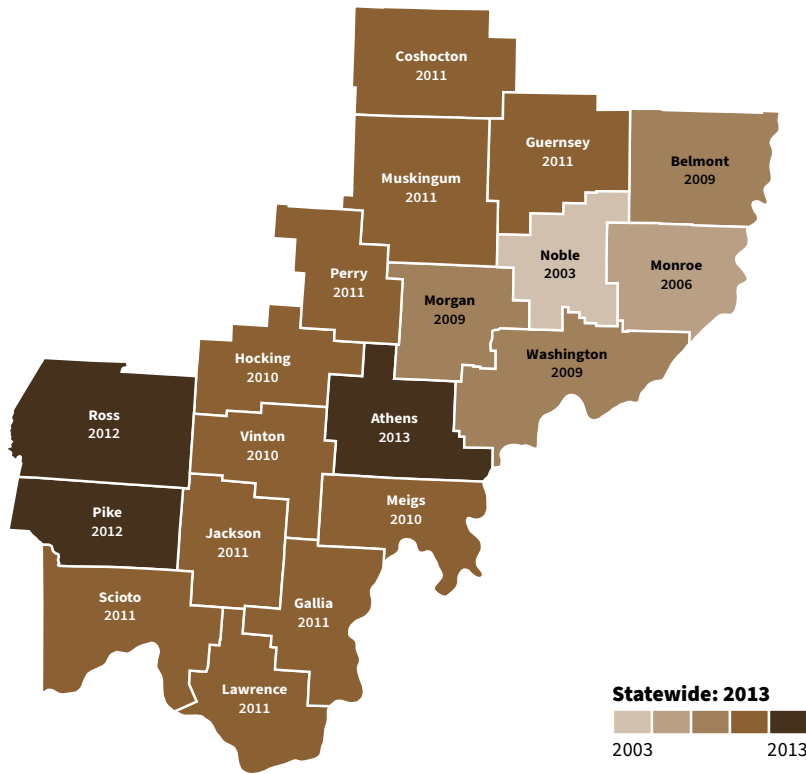 Coshocton
2011
Guernsey
2011
Belmont
2009
Muskingum
2011
Noble
2003
Monroe
2006
Perry
2011
Morgan
2009
Washington
2009
Hocking
2010
Ross
2012
Athens
2013
Vinton
2010
Pike
2012
Meigs
2010
Jackson
2011
Scioto
2011
Gallia
2011
Lawrence
2011
Statewide: 2013
2003 2013